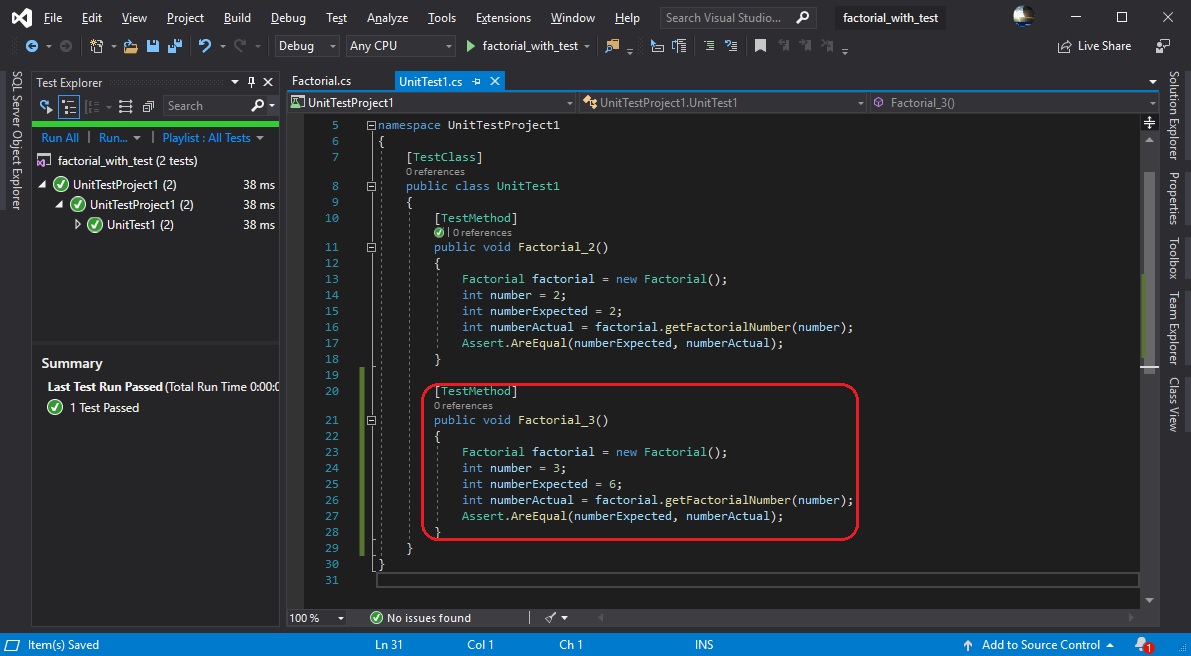 File Edit View Project Build Debug Test Analyze Tools Extensions Window Help Search Visual Studio... factorial_with_test
Debug Any CPU factorial_with_test Live Share
SQL Server Object Explorer
Test Explorer
Search
Run All | Run... | Playlist : All Tests
factorial_with_test (2 tests)
UnitTestProject1 (2) 38 ms
UnitTestProject1 (2) 38 ms
UnitTest1 (2) 38 ms
Summary
Last Test Run Passed (Total Run Time 0:00:0
1 Test Passed
Factorial.cs UnitTest1.cs
UnitTestProject1 UnitTestProject1.UnitTest1 Factorial_3()
5 namespace UnitTestProject1
6 {
7 [TestClass]
0 references
8 public class UnitTest1
9 {
10 [TestMethod]
| 0 references
11 public void Factorial_2()
12 {
13 Factorial factorial = new Factorial();
14 int number = 2;
15 int numberExpected = 2;
16 int numberActual = factorial.getFactorialNumber(number);
17 Assert.AreEqual(numberExpected, numberActual);
18 }
19
20 [TestMethod]
0 references
21 public void Factorial_3()
22 {
23 Factorial factorial = new Factorial();
24 int number = 3;
25 int numberExpected = 6;
26 int numberActual = factorial.getFactorialNumber(number);
27 Assert.AreEqual(numberExpected, numberActual);
28 }
29 }
30 }
31
100 % No issues found
Solution Explorer
Properties
Toolbox
Team Explorer
Class View
Item(s) Saved Ln 31 Col 1 Ch 1 INS Add to Source Control 1